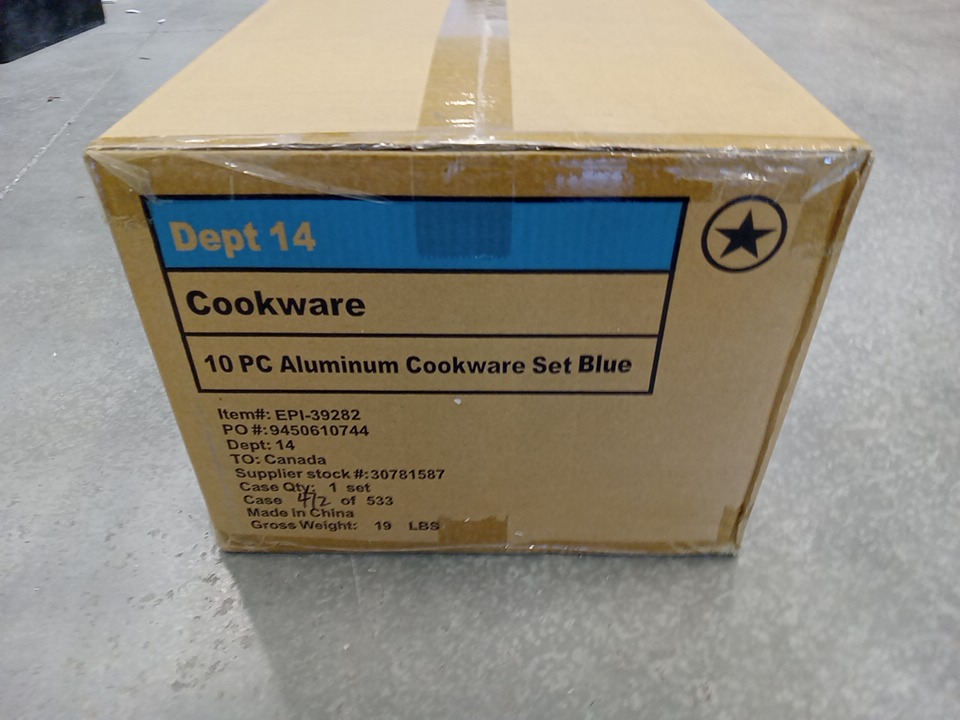 Dept 14
Cookware
10 PC Aluminum Cookware Set Blue
Item#: EPI-39282
PO #: 9450610744
Dept: 14
TO: Canada
Supplier stock #: 30781587
Case Qty: 1 set
Case 412 of 533
Made In China
Gross Weight: 19 LBS